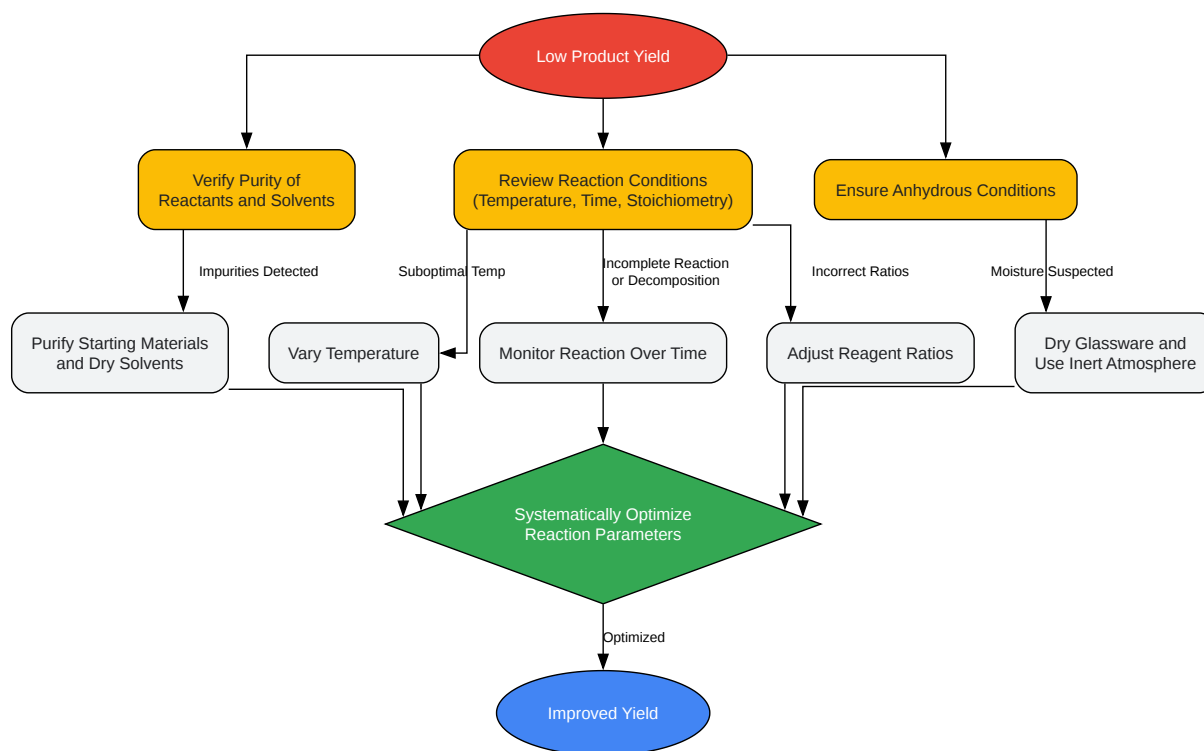 Low Product Yield
Verify Purity of
Reactants and Solvents
Review Reaction Conditions
(Temperature, Time, Stoichiometry)
Ensure Anhydrous Conditions
Impurities Detected
Suboptimal Temp
Incomplete Reaction
or Decomposition
Incorrect Ratios
Moisture Suspected
Purify Starting Materials
and Dry Solvents
Vary Temperature
Monitor Reaction Over Time
Adjust Reagent Ratios
Dry Glassware and
Use Inert Atmosphere
Systematically Optimize
Reaction Parameters
Optimized
Improved Yield